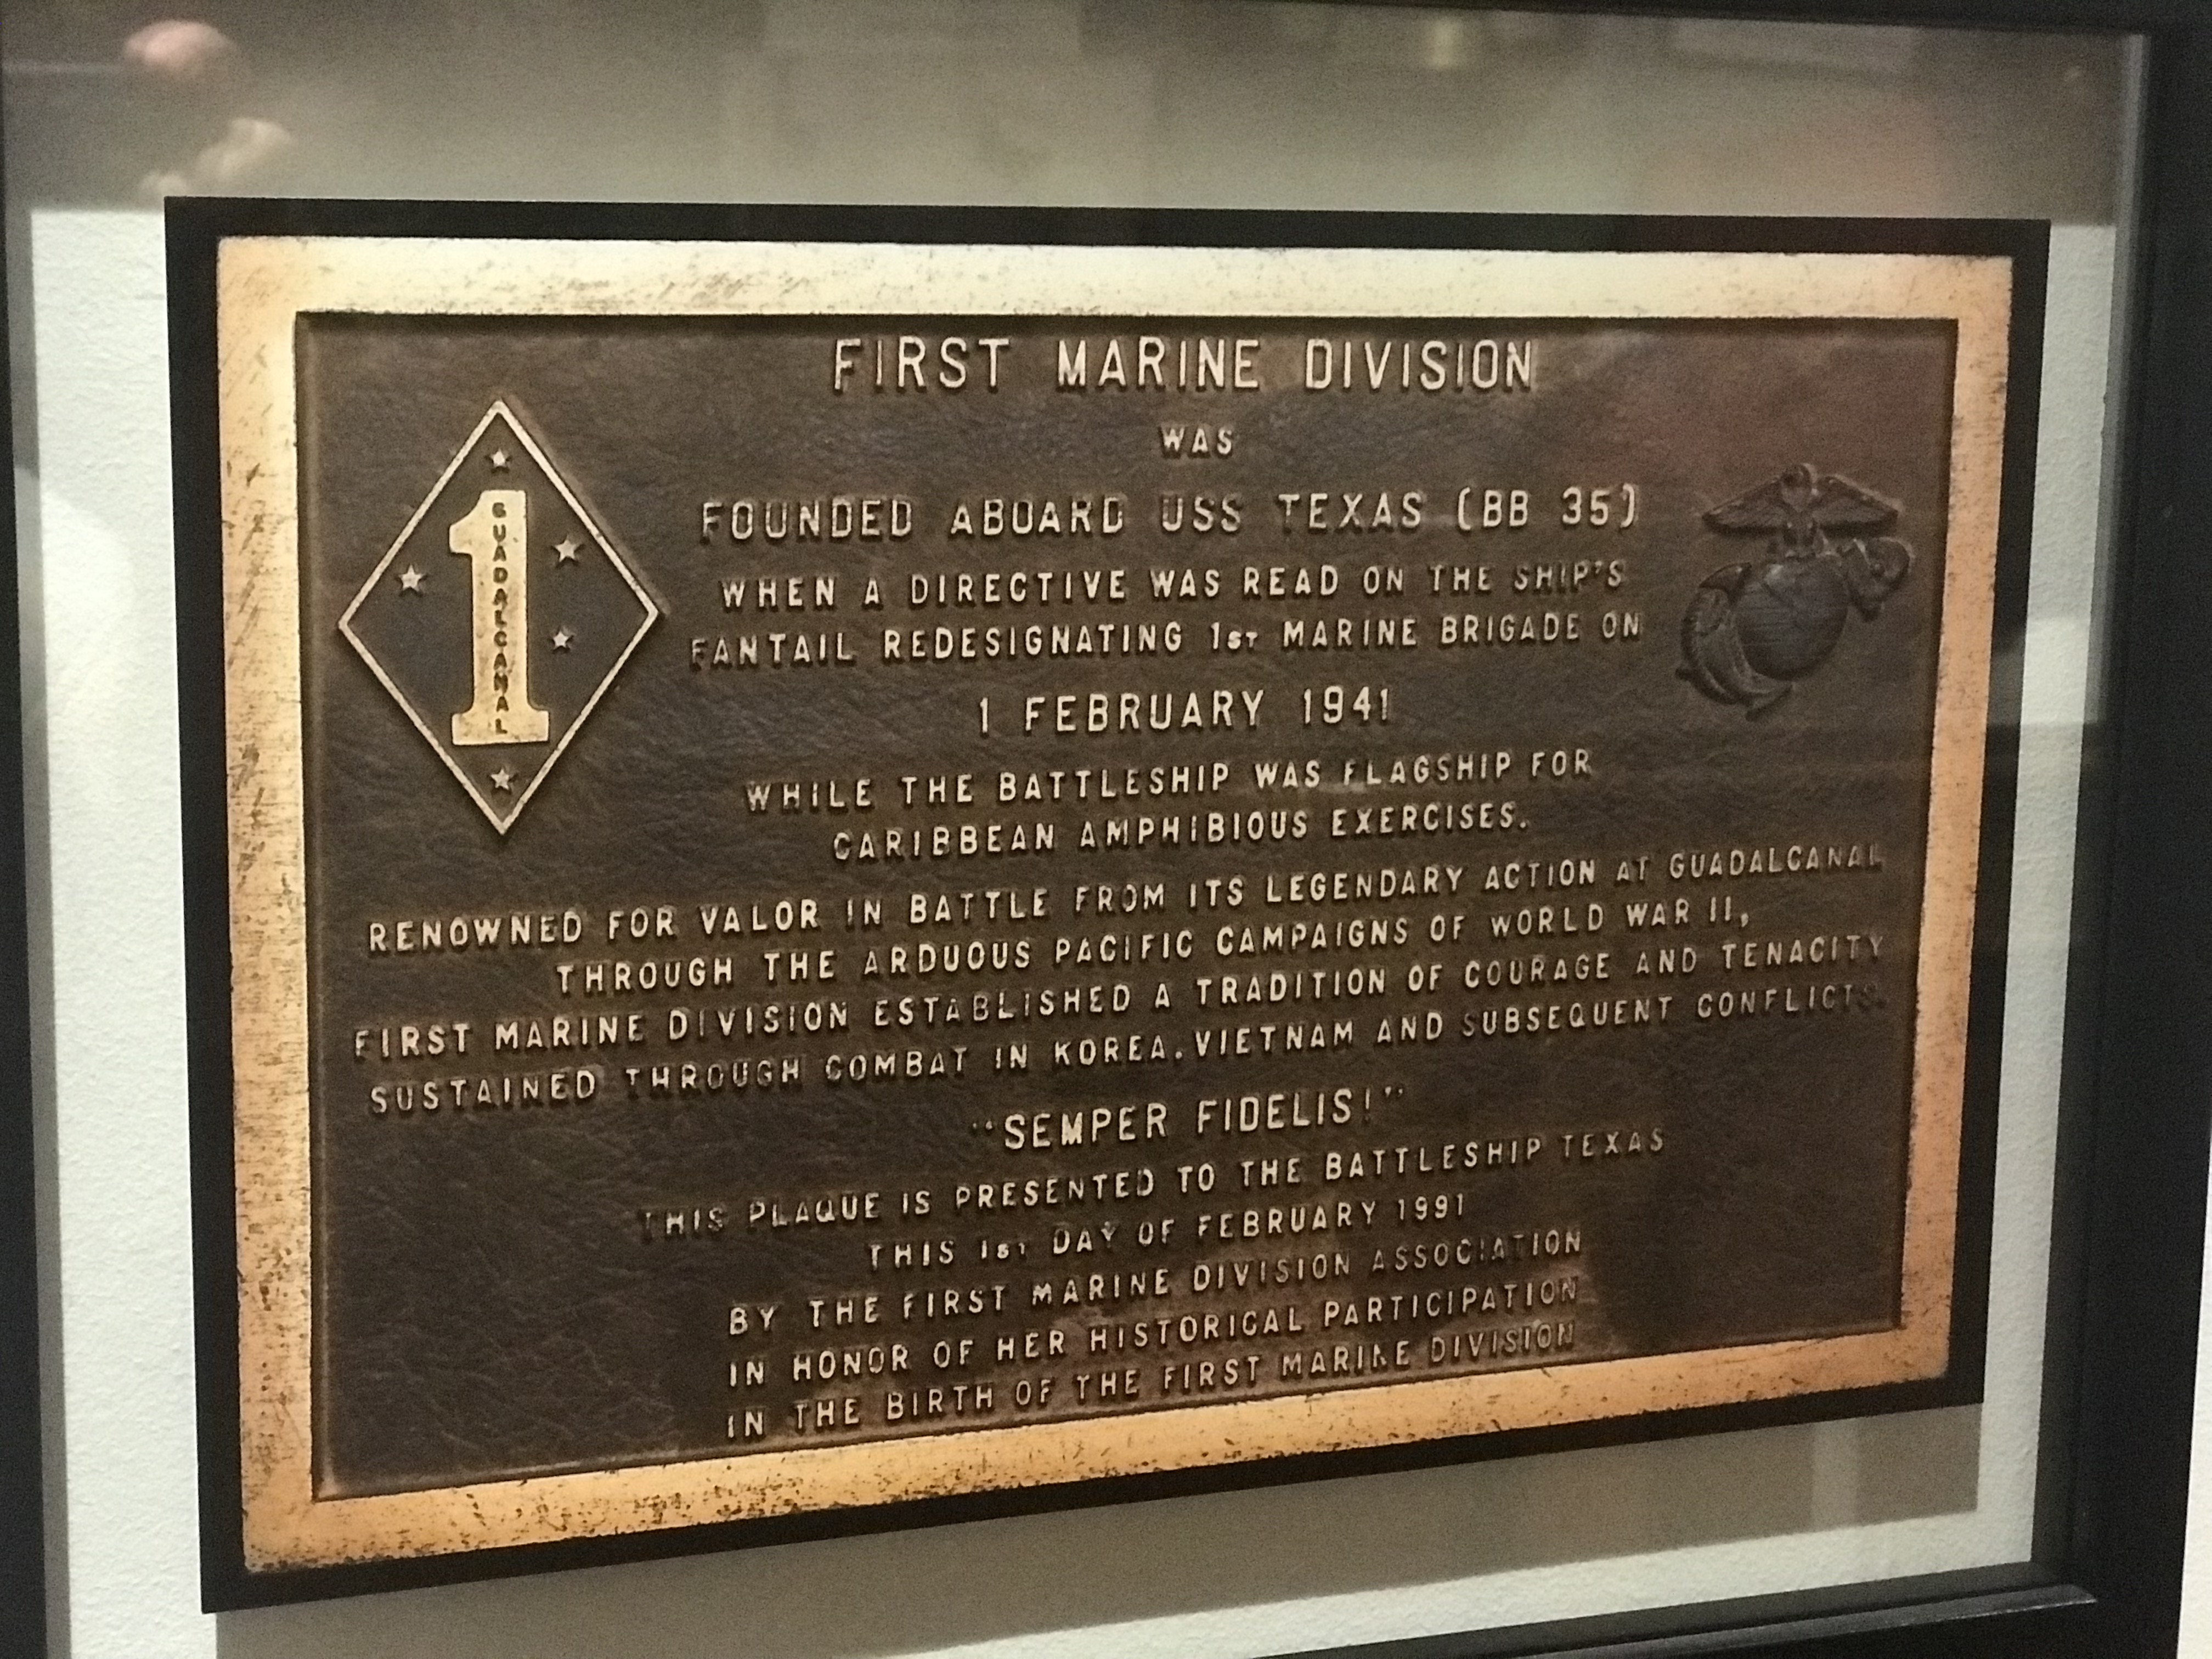 FIRST MARINE DIVISION
WAS
FOUNDED ABOARD USS TEXAS (BB 35)
WHEN A DIRECTIVE WAS READ ON THE SHIP'S
FANTAIL REDESIGNATING 1ST MARINE BRIGADE ON
1 FEBRUARY 1941
WHILE THE BATTLESHIP WAS FLAGSHIP FOR
CARIBBEAN AMPHIBIOUS EXERCISES.
1
GUADALCANAL
RENOWNED FOR VALOR IN BATTLE FROM ITS LEGENDARY ACTION AT GUADALCANAL
THROUGH THE ARDUOUS PACIFIC CAMPAIGNS OF WORLD WAR II,
FIRST MARINE DIVISION ESTABLISHED A TRADITION OF COURAGE AND TENACITY
SUSTAINED THROUGH COMBAT IN KOREA. VIETNAM AND SUBSEQUENT CONFLICTS.
"SEMPER FIDELIS!"
THIS PLAQUE IS PRESENTED TO THE BATTLESHIP TEXAS
THIS 1ST DAY OF FEBRUARY 1991
BY THE FIRST MARINE DIVISION ASSOCIATION
IN HONOR OF HER HISTORICAL PARTICIPATION
IN THE BIRTH OF THE FIRST MARINE DIVISION